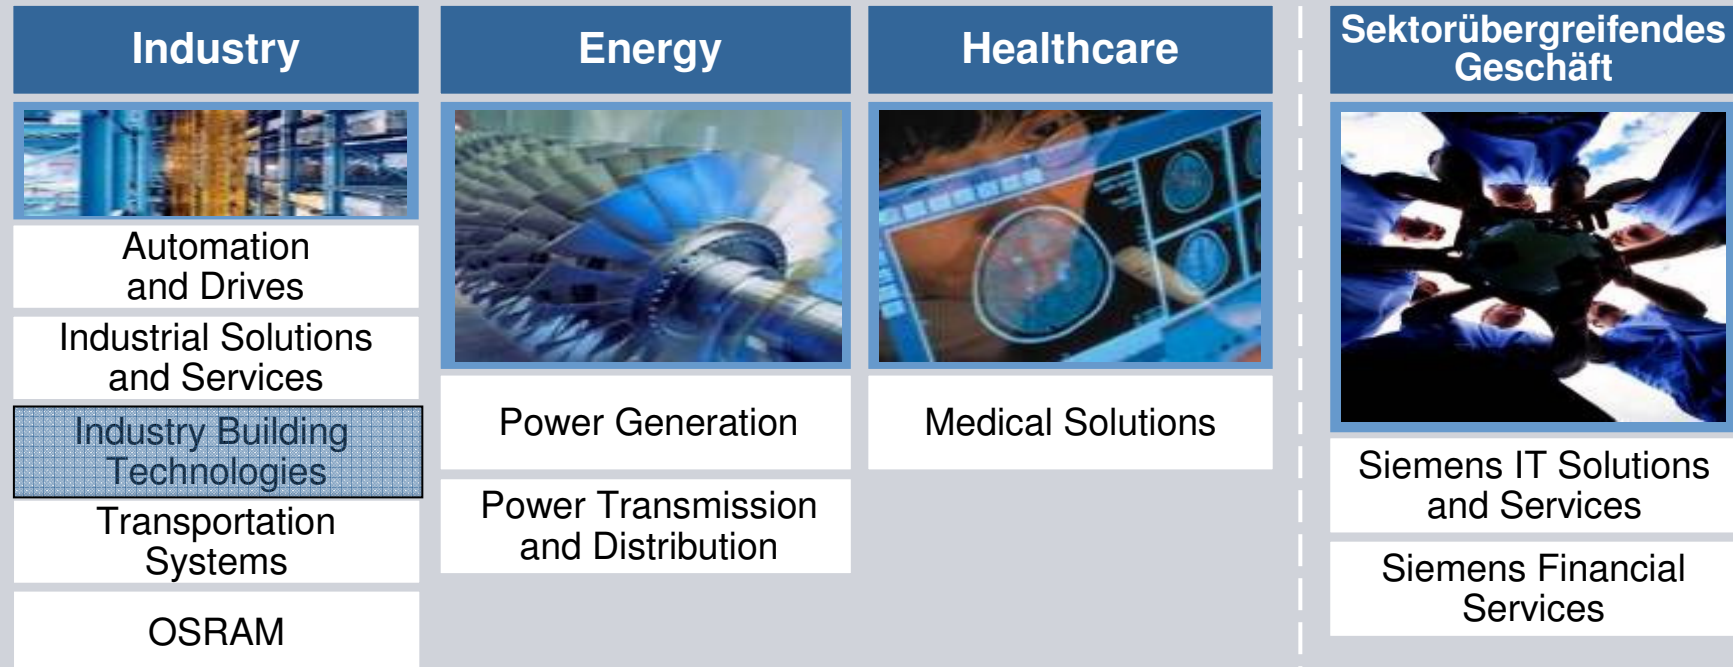 Industry
Automation
and Drives
Industrial Solutions
and Services
Industry Building
Technologies
Transportation
Systems
OSRAM
Energy
Power Generation
Power Transmission
and Distribution
Healthcare
Medical Solutions
Sektorübergreifendes
Geschäft
Siemens IT Solutions
and Services
Siemens Financial
Services